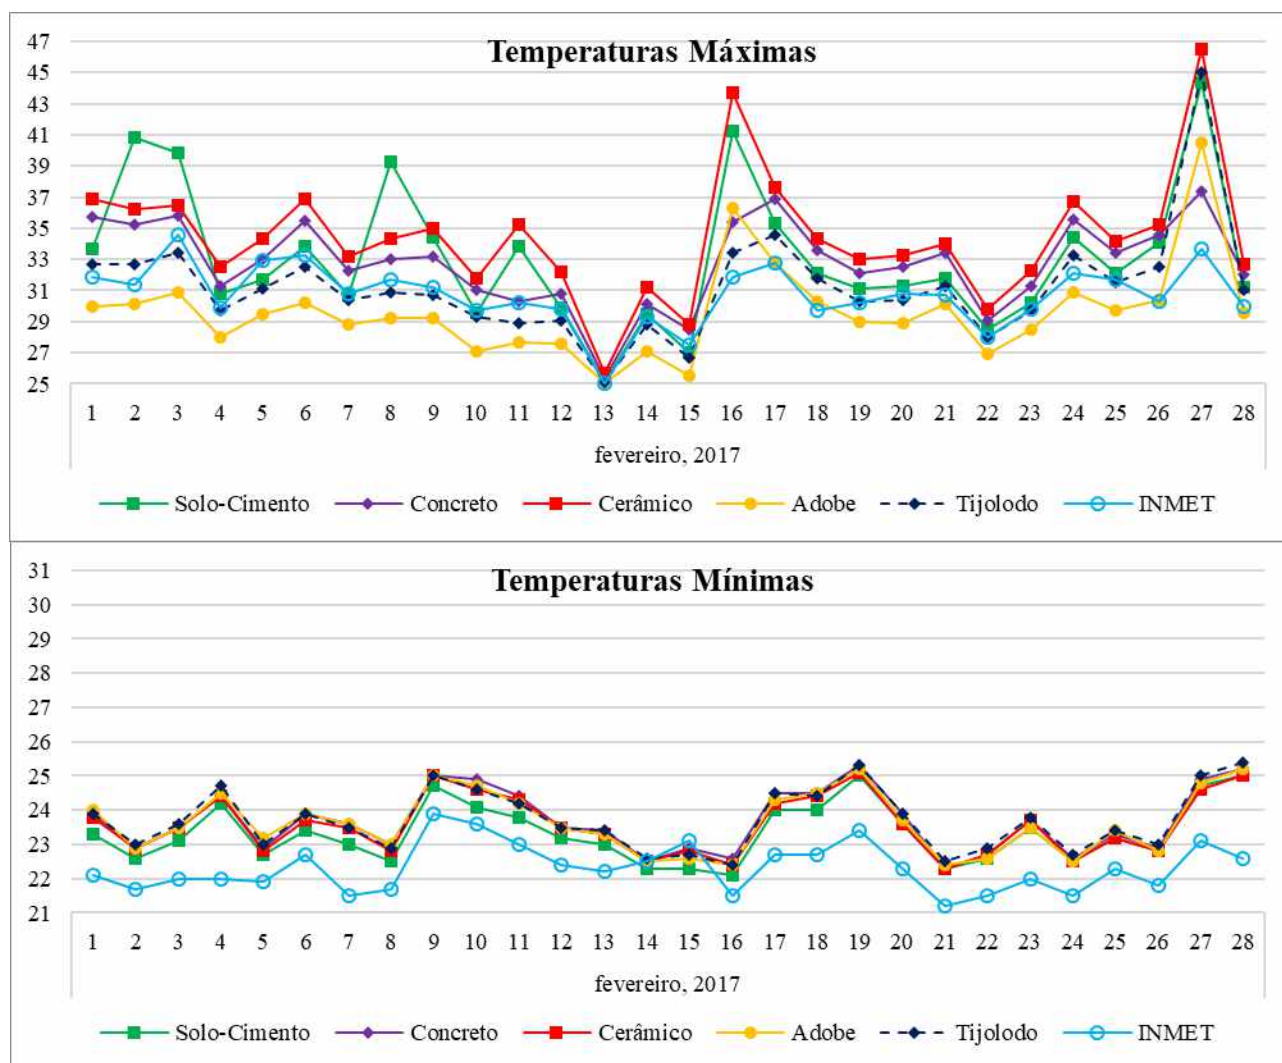 Temperaturas Máximas
47
45
43
41
39
37
35
33
31
29
27
25
1 2 3 4 5 6 7 8 9 10 11 12 13 14 15 16 17 18 19 20 21 22 23 24 25 26 27 28
fevereiro, 2017
Solo-Cimento Concreto Cerâmico Adobe Tijolodo INMET
Temperaturas Mínimas
31
30
29
28
27
26
25
24
23
22
21
1 2 3 4 5 6 7 8 9 10 11 12 13 14 15 16 17 18 19 20 21 22 23 24 25 26 27 28
fevereiro, 2017
Solo-Cimento Concreto Cerâmico Adobe Tijolodo INMET